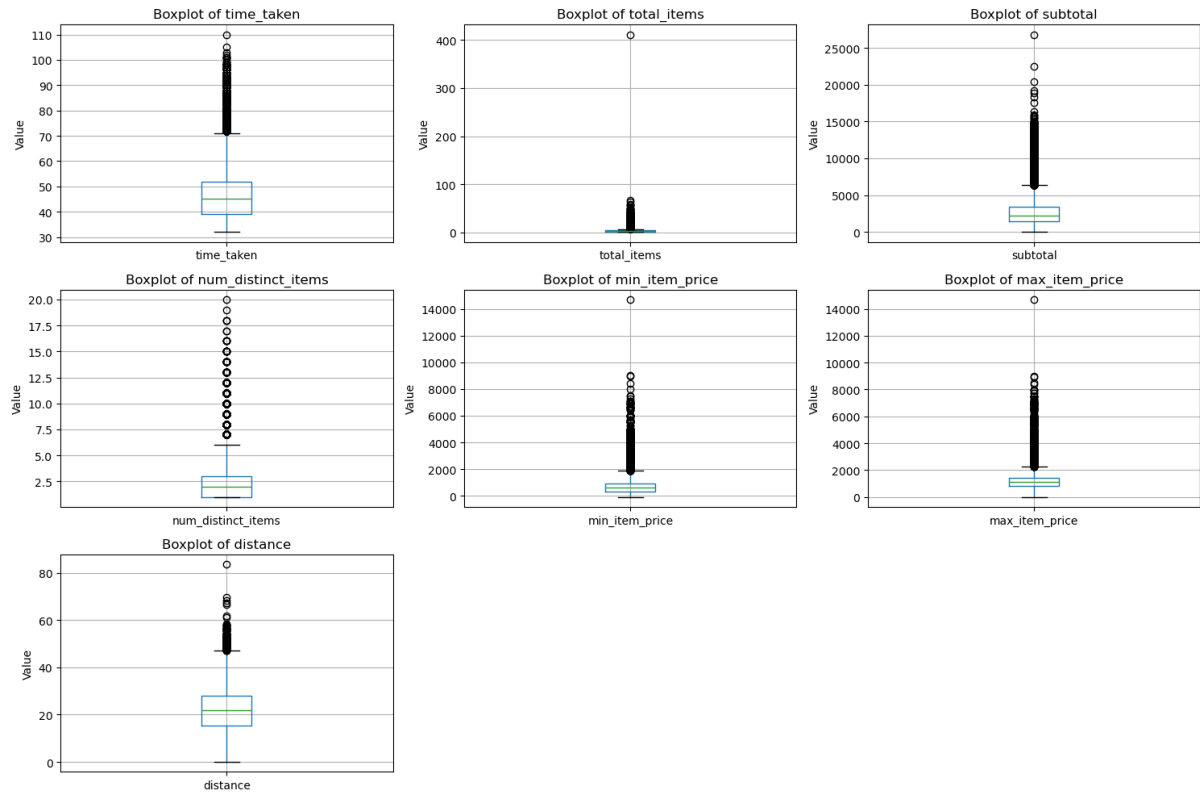 Boxplot of time_taken
Value
110
100
90
80
70
60
50
40
30
time_taken
Boxplot of total_items
Value
400
300
200
100
0
total_items
Boxplot of subtotal
Value
25000
20000
15000
10000
5000
0
subtotal
Boxplot of num_distinct_items
Value
20.0
17.5
15.0
12.5
10.0
7.5
5.0
2.5
num_distinct_items
Boxplot of min_item_price
Value
14000
12000
10000
8000
6000
4000
2000
0
min_item_price
Boxplot of max_item_price
Value
14000
12000
10000
8000
6000
4000
2000
0
max_item_price
Boxplot of distance
Value
80
60
40
20
0
distance